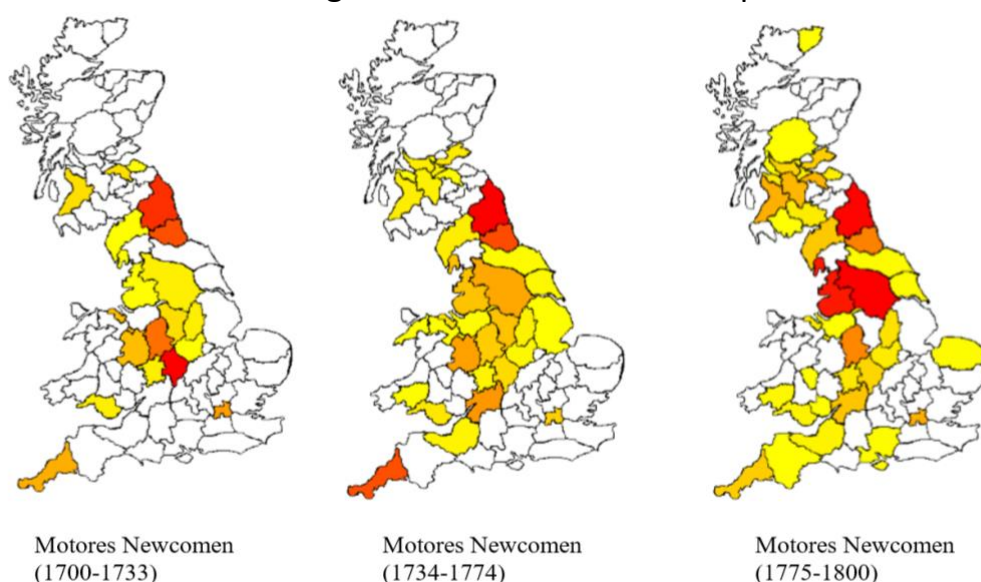 Motores Newcomen
(1700-1733)
Motores Newcomen
(1734-1774)
Motores Newcomen
(1775-1800)